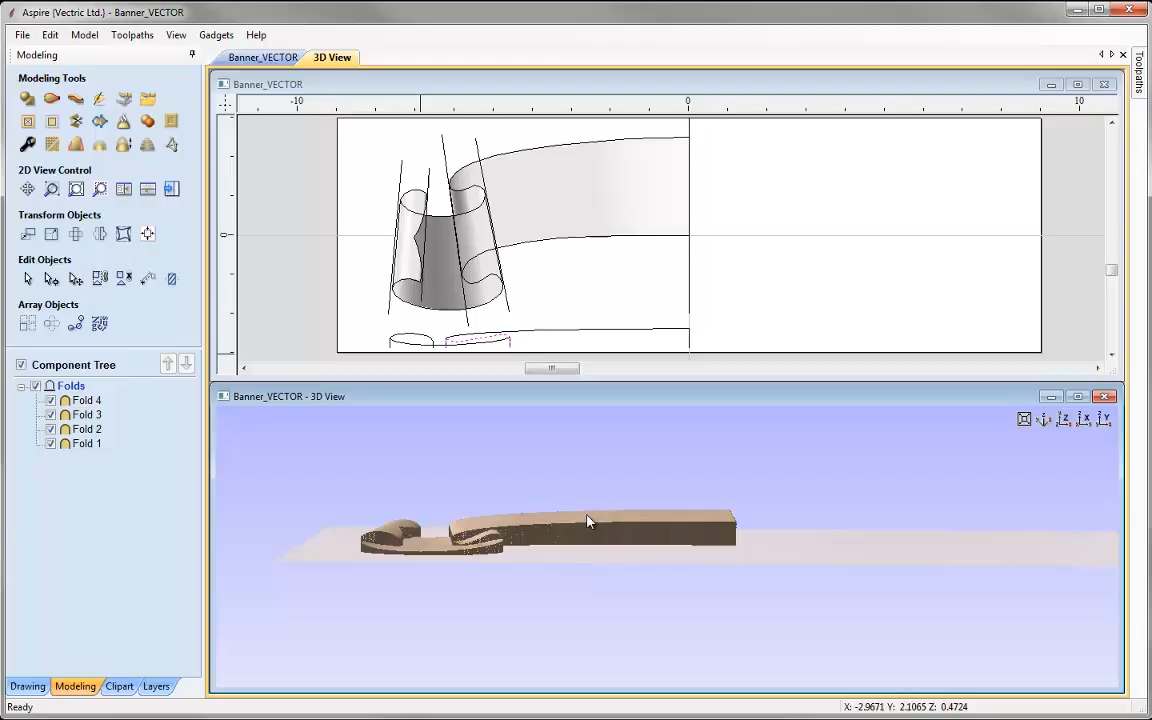 Aspire {Vectric Ltd.} - Banner_VECTOR
File Edit Model Toolpaths View Gadgets Help
Modeling
Banner_VECTOR
3D View
Toolpaths
Modeling Tools
2D View Control
Transform Objects
Edit Objects
Array Objects
Component Tree
Folds
Fold 4
Fold 3
Fold 2
Fold 1
Banner_VECTOR
-10 0 10
0
Banner_VECTOR - 3D View
Z X Y
Drawing Modeling Clipart Layers
Ready
X: -2.9671 Y: 2.1065 Z: 0.4724